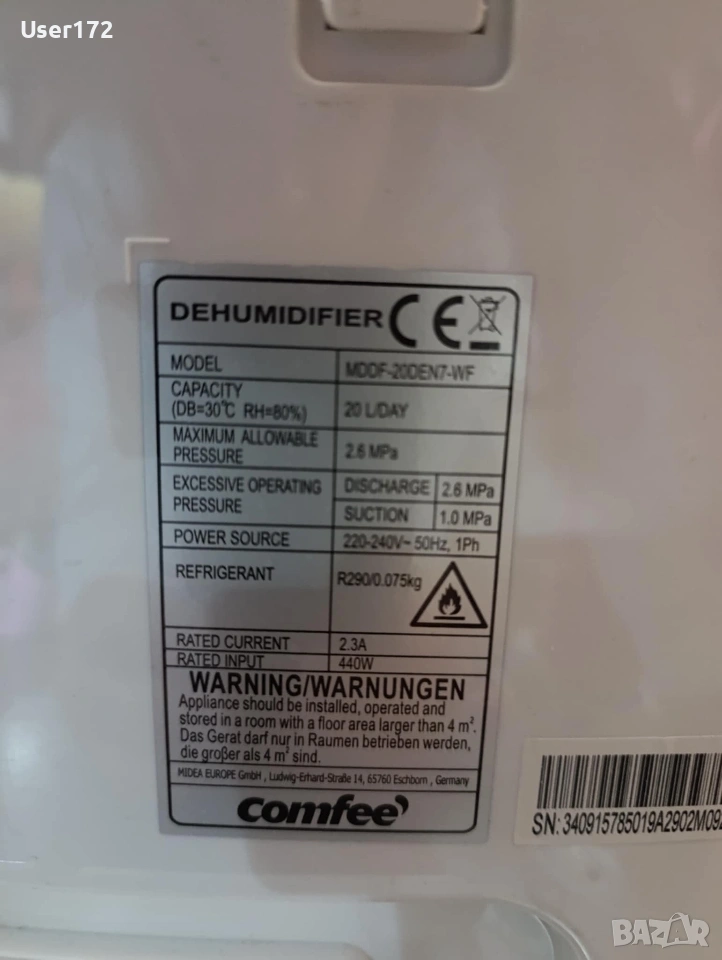 User172
DEHUMIDIFIER CE
MODEL MDDF-20DEN7-WF
CAPACITY
(DB=30℃ RH=80%) 20 L/DAY
MAXIMUM ALLOWABLE
PRESSURE 2.6 MPa
EXCESSIVE OPERATING
PRESSURE
DISCHARGE 2.6 MPa
SUCTION 1.0 MPa
POWER SOURCE 220-240V~ 50Hz, 1Ph
REFRIGERANT R290/0.075kg
RATED CURRENT 2.3A
RATED INPUT 440W
WARNING/WARNUNGEN
Appliance should be installed, operated and
stored in a room with a floor area larger than 4 m².
Das Gerat darf nur in Raumen betrieben werden,
die großer als 4 m² sind.
MIDEA EUROPE GmbH , Ludwig-Erhard-Straße 14, 65760 Eschborn , Germany
comfee'
SN: 340915785019A2902M092
BAZAR